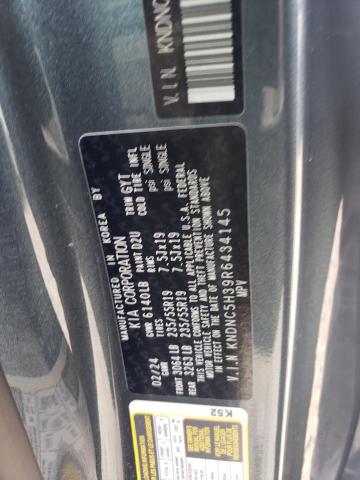 V.I.N. KNDNC
MANUFACTURED IN KOREA BY
KIA CORPORATION
02/24 GWR 6140LB PAINT D2U TRIM GYT
GAWR TIRES RIMS COLD TIRE INFL
FRONT 3064LB 235/55R19 7.5Jx19 psi SINGLE
REAR 3263LB 235/55R19 7.5Jx19 psi SINGLE
THIS VEHICLE CONFORMS TO ALL APPLICABLE U.S.A. FEDERAL
MOTOR VEHICLE SAFETY AND THEFT PREVENTION STANDARDS
IN EFFECT ON THE DATE OF MANUFACTURE SHOWN ABOVE.
V.I.N KNDNC5H39R6434145
MPV
K52